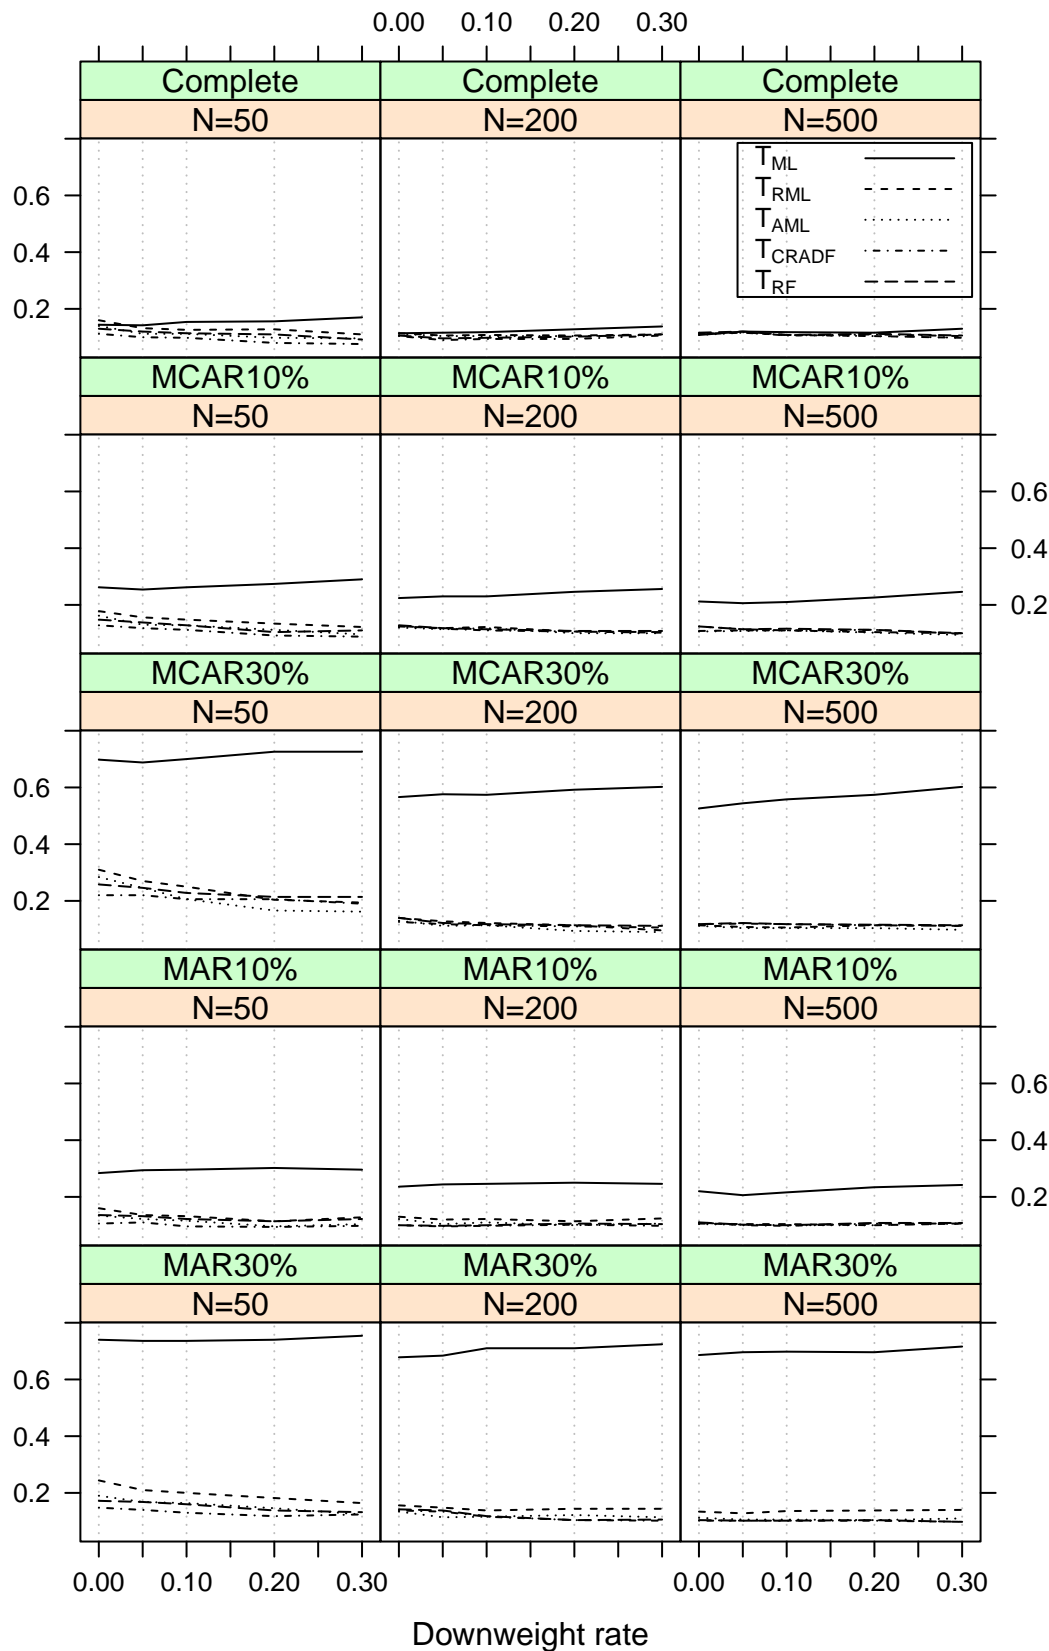 0.00 0.10 0.20 0.30
Complete Complete Complete
N=50 N=200 N=500
T_ML
T_RML
T_AML
T_CRADF
T_RF
0.6
0.4
0.2
MCAR10% MCAR10% MCAR10%
N=50 N=200 N=500
0.6
0.4
0.2
MCAR30% MCAR30% MCAR30%
N=50 N=200 N=500
0.6
0.4
0.2
MAR10% MAR10% MAR10%
N=50 N=200 N=500
0.6
0.4
0.2
MAR30% MAR30% MAR30%
N=50 N=200 N=500
0.6
0.4
0.2
0.00 0.10 0.20 0.30 0.00 0.10 0.20 0.30
Downweight rate